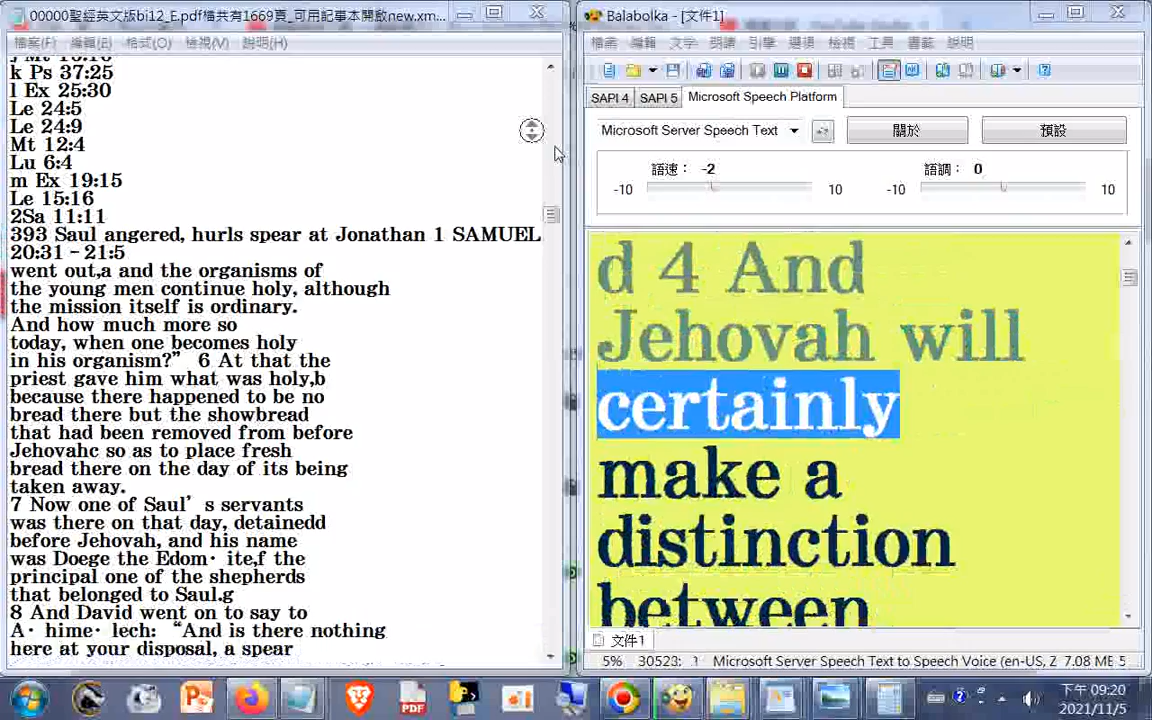 00000聖經英文版bi12_E.pdf檔共有1669頁_可用記事本開啟new.xm...
檔案(F) 編輯(E) 格式(O) 檢視(V) 說明(H)
k Ps 37:25
l Ex 25:30
Le 24:5
Le 24:9
Mt 12:4
Lu 6:4
m Ex 19:15
Le 15:16
2Sa 11:11
393 Saul angered, hurls spear at Jonathan 1 SAMUEL
20:31－21:5
went out,a and the organisms of
the young men continue holy, although
the mission itself is ordinary.
And how much more so
today, when one becomes holy
in his organism?” 6 At that the
priest gave him what was holy,b
because there happened to be no
bread there but the showbread
that had been removed from before
Jehovahc so as to place fresh
bread there on the day of its being
taken away.
7 Now one of Saul’s servants
was there on that day, detainedd
before Jehovah, and his name
was Doege the Edom·ite,f the
principal one of the shepherds
that belonged to Saul.g
8 And David went on to say to
A·hime·lech: “And is there nothing
here at your disposal, a spear
Balabolka - [文件1]
檔案 編輯 文字 朗讀 引擎 選項 檢視 工具 書籤 說明
SAPI 4 SAPI 5 Microsoft Speech Platform
Microsoft Server Speech Text 關於 預設
語速： -2 語調： 0
-10 10 -10 10
d 4 And
Jehovah will
certainly
make a
distinction
between
文件1
5% 30523: 1 Microsoft Server Speech Text to Speech Voice (en-US, Z 7.08 MB 5
PDF
下午 09:20
2021/11/5